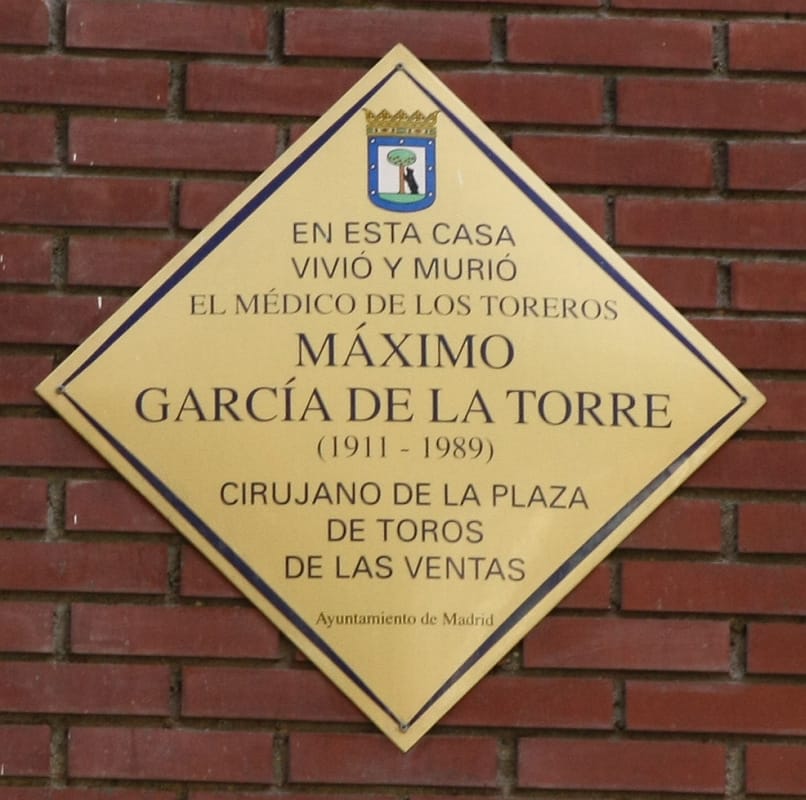 EN ESTA CASA
VIVIÓ Y MURIÓ
EL MÉDICO DE LOS TOREROS
MÁXIMO
GARCÍA DE LA TORRE
(1911 - 1989)
CIRUJANO DE LA PLAZA
DE TOROS
DE LAS VENTAS
Ayuntamiento de Madrid